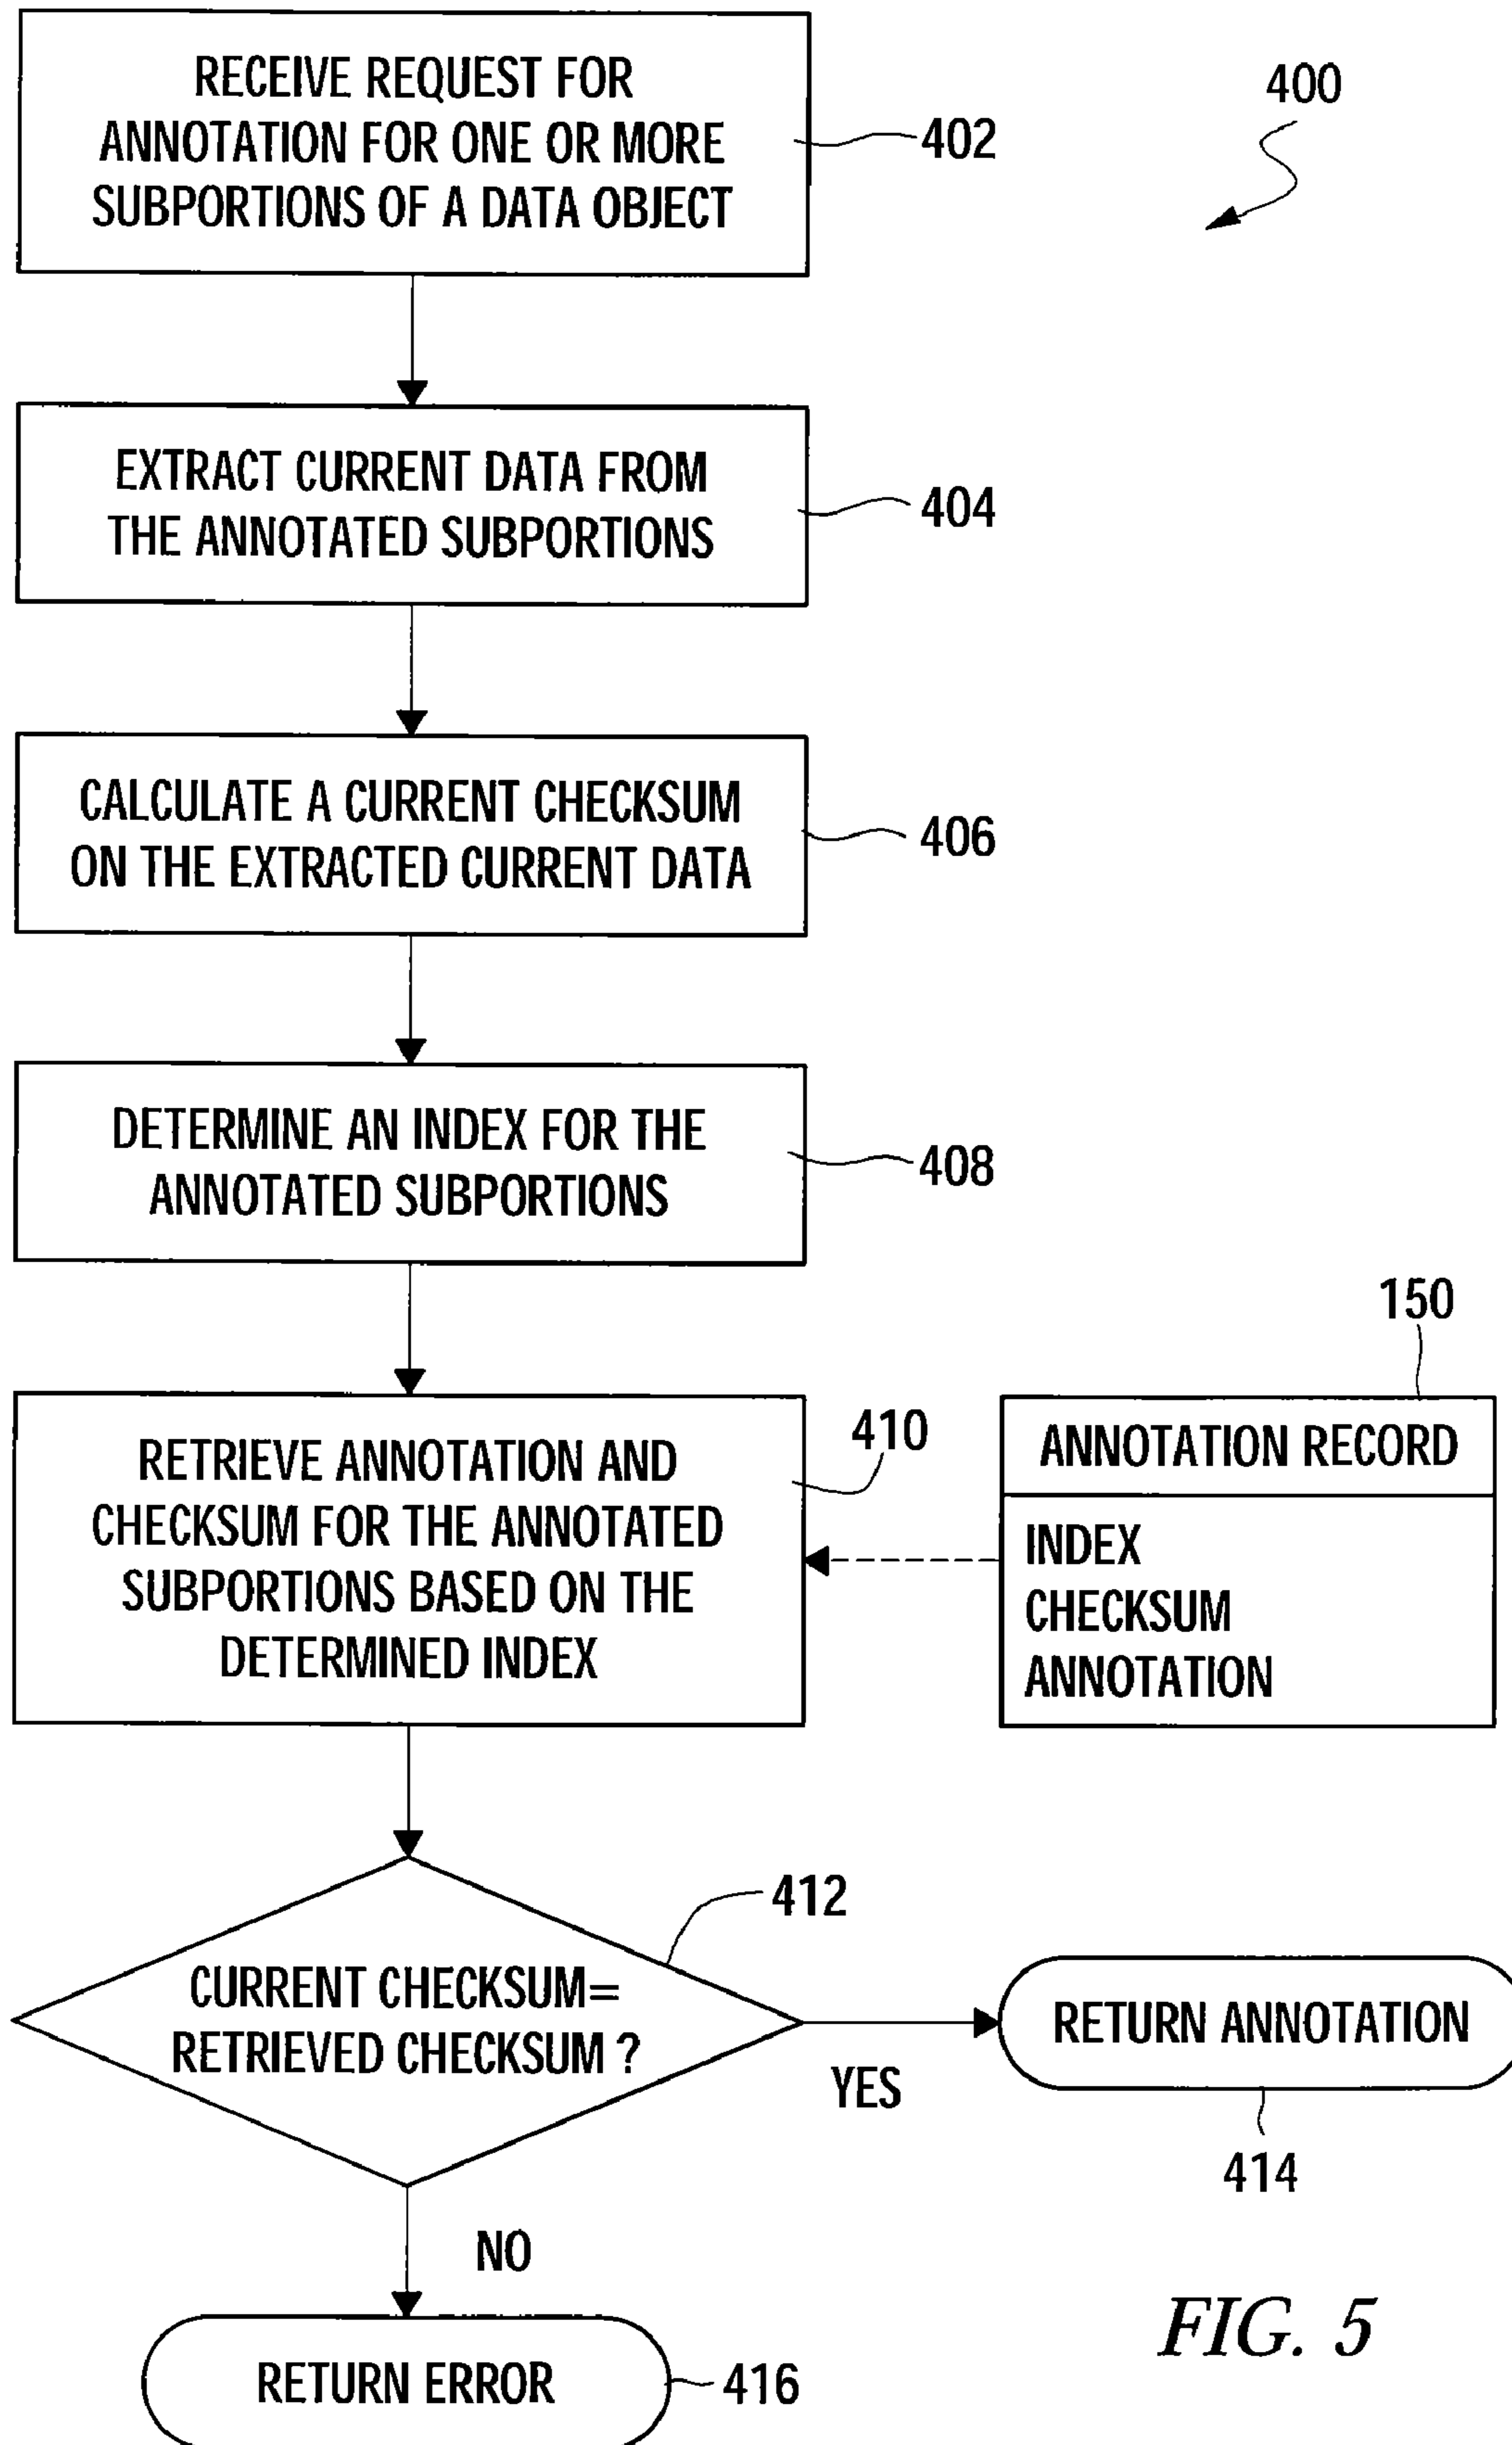 RECEIVE REQUEST FOR
ANNOTATION FOR ONE OR MORE
SUBPORTIONS OF A DATA OBJECT
402
400
EXTRACT CURRENT DATA FROM
THE ANNOTATED SUBPORTIONS
404
CALCULATE A CURRENT CHECKSUM
ON THE EXTRACTED CURRENT DATA
406
DETERMINE AN INDEX FOR THE
ANNOTATED SUBPORTIONS
408
RETRIEVE ANNOTATION AND
CHECKSUM FOR THE ANNOTATED
SUBPORTIONS BASED ON THE
DETERMINED INDEX
410
150
ANNOTATION RECORD
INDEX
CHECKSUM
ANNOTATION
CURRENT CHECKSUM=
RETRIEVED CHECKSUM ?
412
YES
RETURN ANNOTATION
414
NO
RETURN ERROR
416
FIG. 5